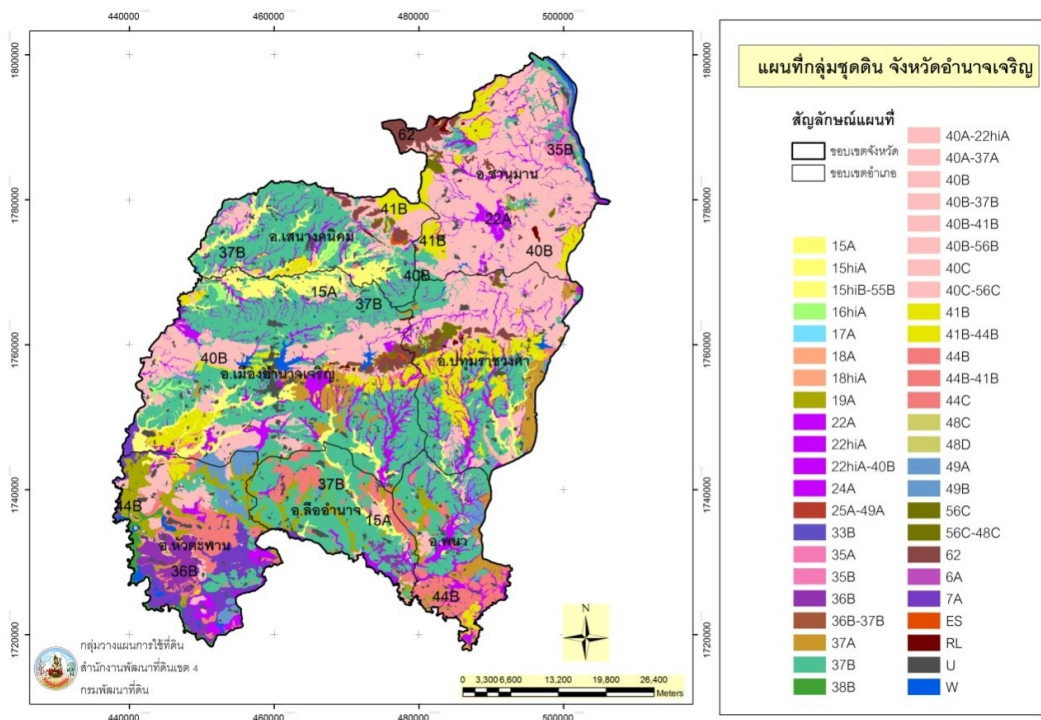 440000 460000 480000 500000
1800000
1780000
1760000
1740000
1720000
62
35B
อ.ชานุมาน
41B
22A
41B
40B
อ.เสนางคนิคม
37B
40B
15A
37B
40B
อ.ปทุมราชวงศา
อ.เมืองอำนาจเจริญ
37B
44B
อ.ลืออำนาจ
15A
อ.หัวตะพาน
อ.พนา
36B
44B
1800000
1780000
1760000
1740000
1720000
กลุ่มวางแผนการใช้ที่ดิน
สำนักงานพัฒนาที่ดินเขต 4
กรมพัฒนาที่ดิน
N
0 3,300 6,600 13,200 19,800 26,400
Meters
440000 460000 480000 500000
แผนที่กลุ่มชุดดิน จังหวัดอำนาจเจริญ
สัญลักษณ์แผนที่
ขอบเขตจังหวัด
ขอบเขตอำเภอ
15A
15hiA
15hiB-55B
16hiA
17A
18A
18hiA
19A
22A
22hiA
22hiA-40B
24A
25A-49A
33B
35A
35B
36B
36B-37B
37A
37B
38B
40A-22hiA
40A-37A
40B
40B-37B
40B-41B
40B-56B
40C
40C-56C
41B
41B-44B
44B
44B-41B
44C
48C
48D
49A
49B
56C
56C-48C
62
6A
7A
ES
RL
U
W